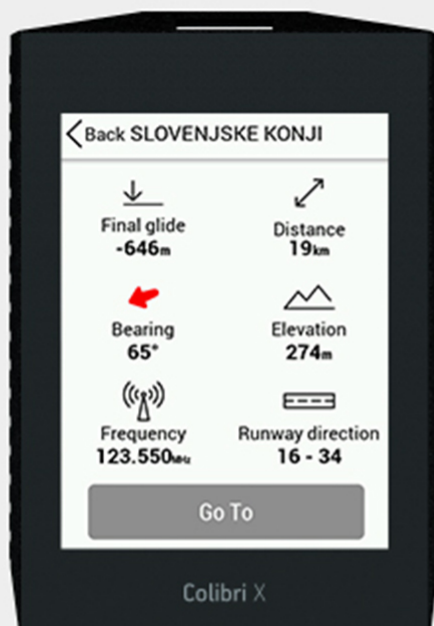 Back SLOVENJSKE KONJI
Final glide
-646m
Distance
19km
Bearing
65°
Elevation
274m
Frequency
123.550MHz
Runway direction
16 - 34
Go To
Colibri X